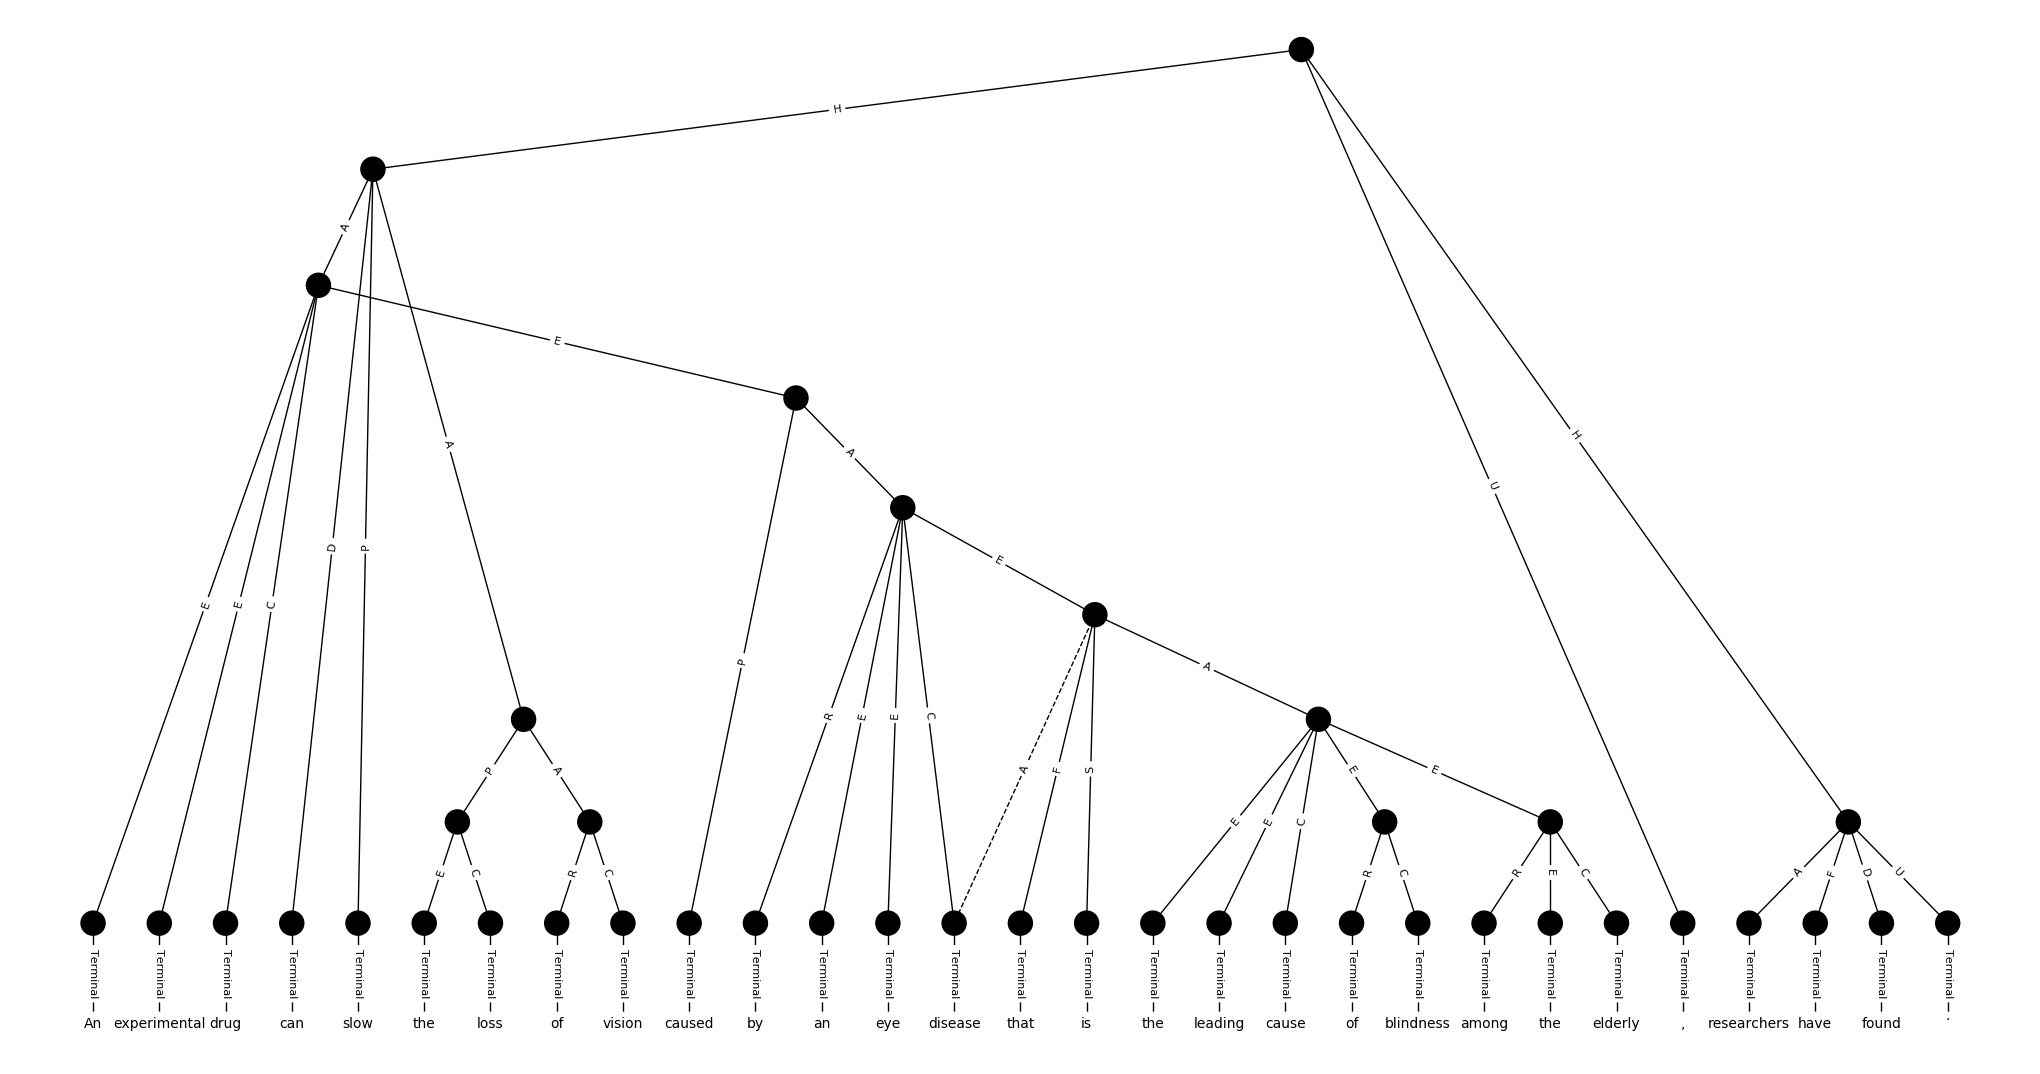 H
A
E
A
H
A
U
E
D
P
E
E
E
C
P
A
R
E
E
C
P
A
A
F
S
E
E
E
C
E
E
C
R
C
R
C
R
E
C
A
F
D
U
Terminal Terminal Terminal Terminal Terminal Terminal Terminal Terminal Terminal Terminal Terminal Terminal Terminal Terminal Terminal Terminal Terminal Terminal Terminal Terminal Terminal Terminal Terminal Terminal Terminal Terminal Terminal Terminal Terminal
An experimental drug can slow the loss of vision caused by an eye disease that is the leading cause of blindness among the elderly , researchers have found .